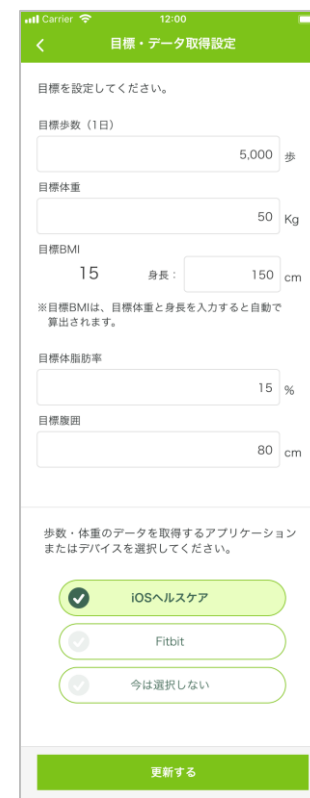 Carrier 12:00
目標・データ取得設定
目標を設定してください。
目標歩数（1日）
5,000 歩
目標体重
50 Kg
目標BMI
15 身長： 150 cm
※目標BMIは、目標体重と身長を入力すると自動で
算出されます。
目標体脂肪率
15 %
目標腹囲
80 cm
歩数・体重のデータを取得するアプリケーション
またはデバイスを選択してください。
iOSヘルスケア
Fitbit
今は選択しない
更新する